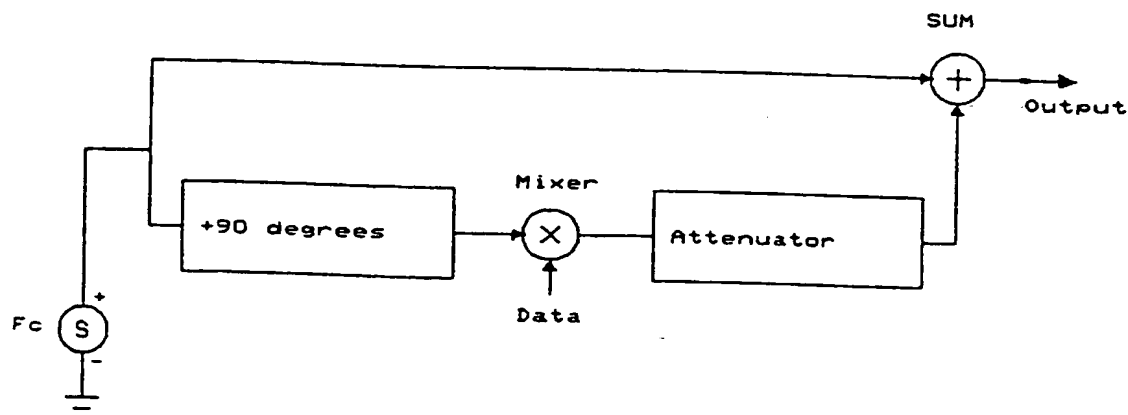 SUM
+
Output
Mixer
+90 degrees
×
Attenuator
Data
+
Fc
S
-